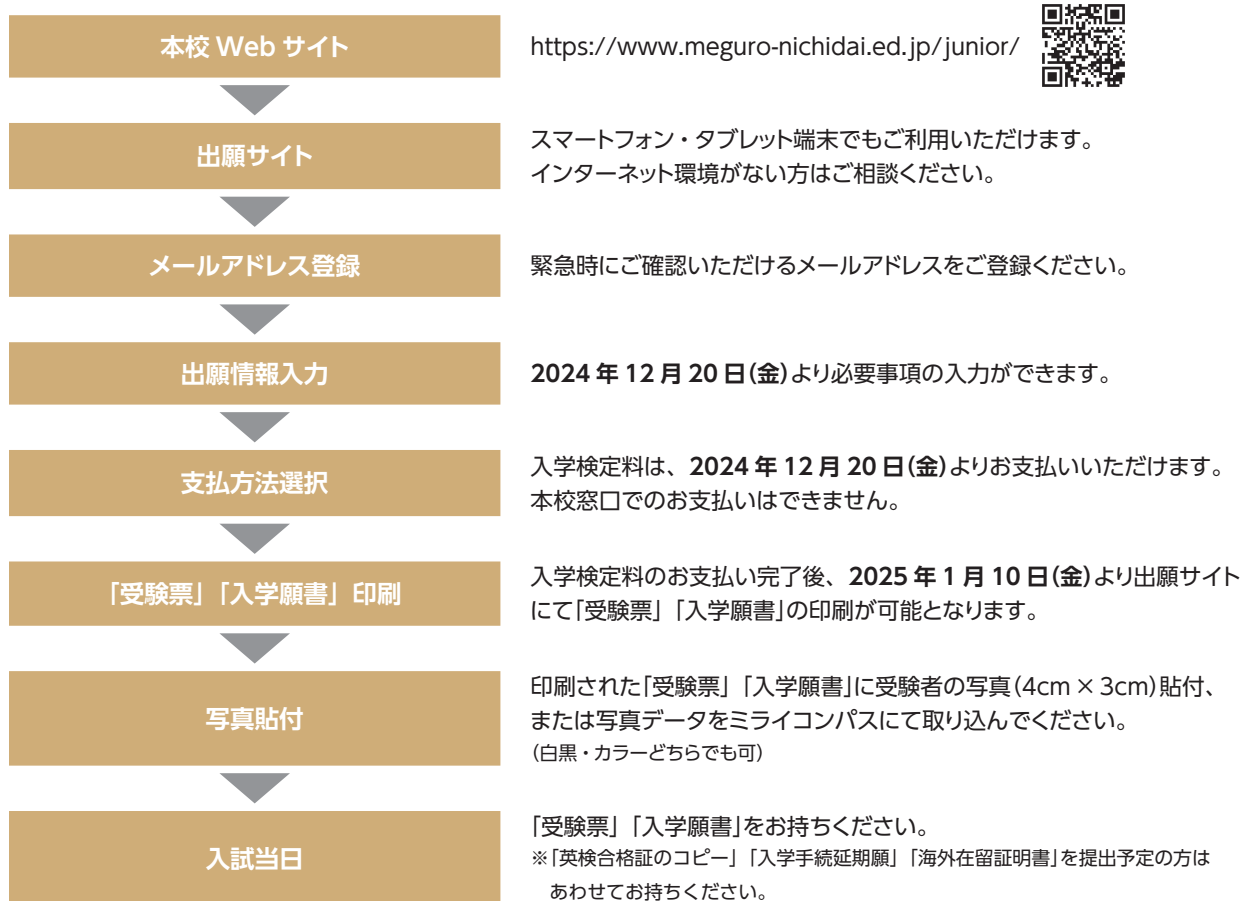 本校 Web サイト
https://www.meguro-nichidai.ed.jp/junior/
出願サイト
スマートフォン・タブレット端末でもご利用いただけます。
インターネット環境がない方はご相談ください。
メールアドレス登録
緊急時にご確認いただけるメールアドレスをご登録ください。
出願情報入力
2024 年 12 月 20 日(金)より必要事項の入力ができます。
支払方法選択
入学検定料は、2024 年 12 月 20 日(金)よりお支払いいただけます。
本校窓口でのお支払いはできません。
「受験票」「入学願書」印刷
入学検定料のお支払い完了後、2025 年 1 月 10 日(金)より出願サイト
にて「受験票」「入学願書」の印刷が可能となります。
写真貼付
印刷された「受験票」「入学願書」に受験者の写真(4cm × 3cm)貼付、
または写真データをミライコンパスにて取り込んでください。
(白黒・カラーどちらでも可)
入試当日
「受験票」「入学願書」をお持ちください。
※「英検合格証のコピー」「入学手続延期願」「海外在留証明書」を提出予定の方は
あわせてお持ちください。